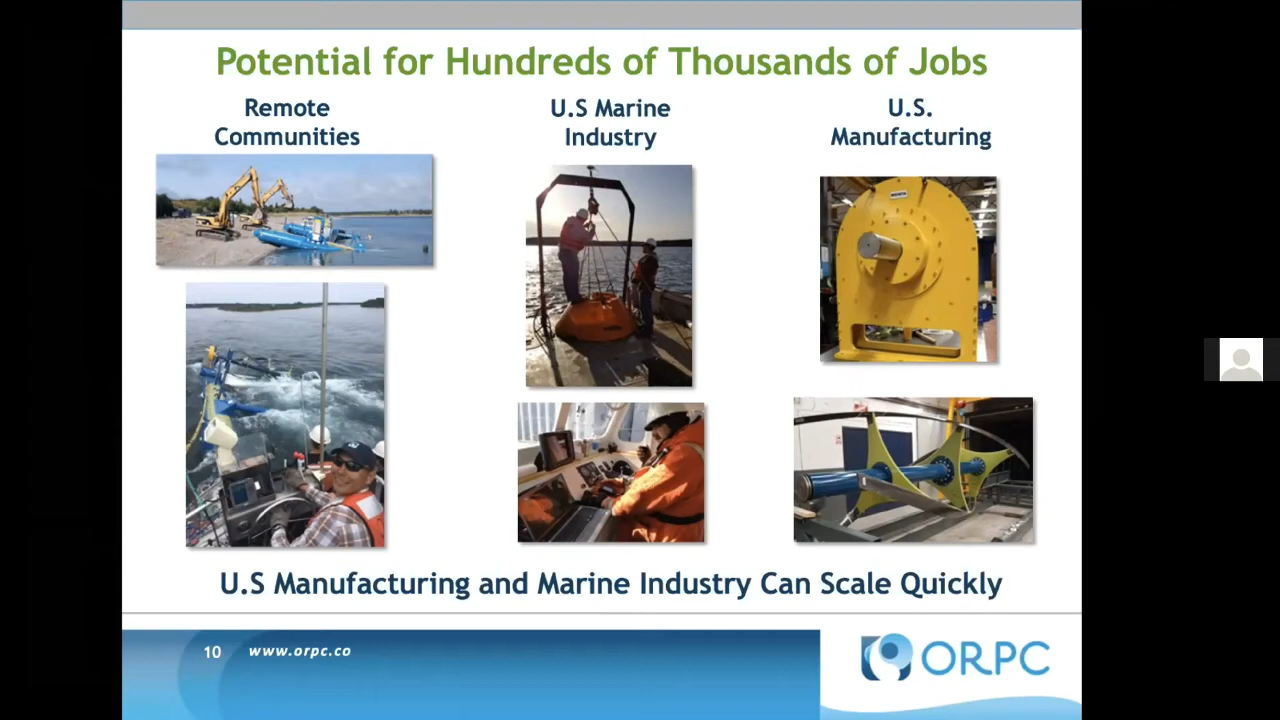 Potential for Hundreds of Thousands of Jobs
Remote
Communities
U.S Marine
Industry
U.S.
Manufacturing
U.S Manufacturing and Marine Industry Can Scale Quickly
10 www.orpc.co
ORPC